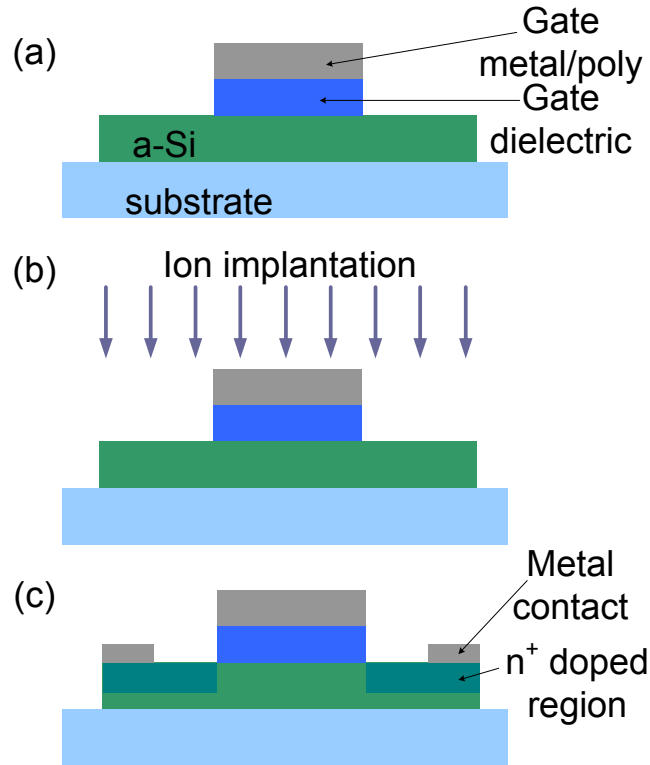 (a)
Gate
metal/poly
Gate
dielectric
a-Si
substrate
(b)
Ion implantation
(c)
Metal
contact
n⁺ doped
region